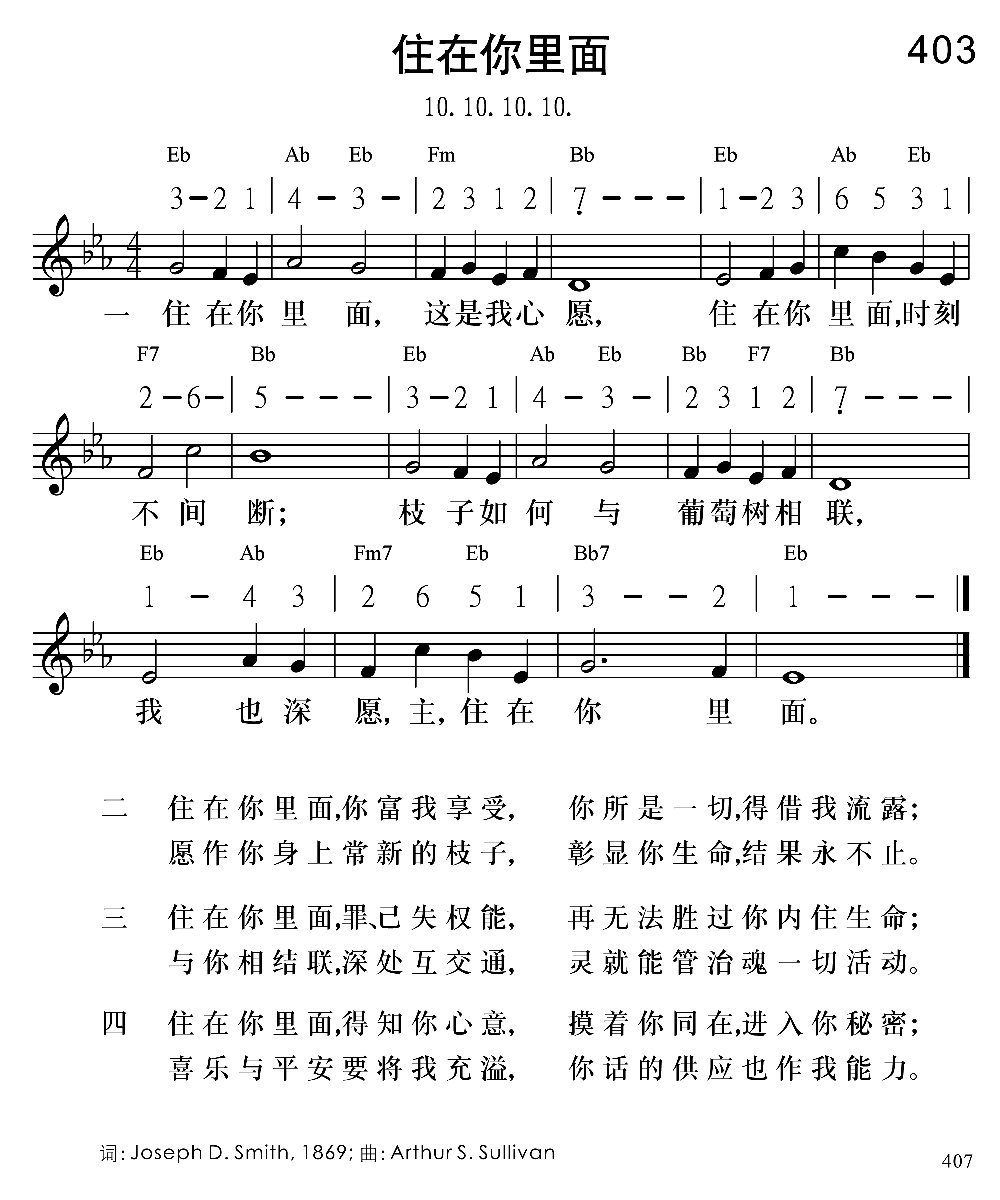 住在你里面 403
10. 10. 10. 10.
Eb Ab Eb Fm Bb Eb Ab Eb
3 – 2 1 | 4 – 3 – | 2 3 1 2 | 7̣ – – – | 1 – 2 3 | 6 5 3 1 |
4/4
一 住在你里面，这是我心愿，住在你里面，时刻
F7 Bb Eb Ab Eb Bb F7 Bb
2 – 6 – | 5 – – – | 3 – 2 1 | 4 – 3 – | 2 3 1 2 | 7̣ – – – |
不间断；枝子如何与葡萄树相联，
Eb Ab Fm7 Eb Bb7 Eb
1 – 4 3 | 2 6 5 1 | 3 – – 2 | 1 – – – ‖
我也深愿，主，住在你里面。
二 住在你里面，你富我享受， 你所是一切，得借我流露；
愿作你身上常新的枝子， 彰显你生命，结果永不止。
三 住在你里面，罪、己失权能， 再无法胜过你内住生命；
与你相结联，深处互交通， 灵就能管治魂一切活动。
四 住在你里面，得知你心意， 摸着你同在，进入你秘密；
喜乐与平安要将我充溢， 你话的供应也作我能力。
词: Joseph D. Smith, 1869; 曲: Arthur S. Sullivan
407